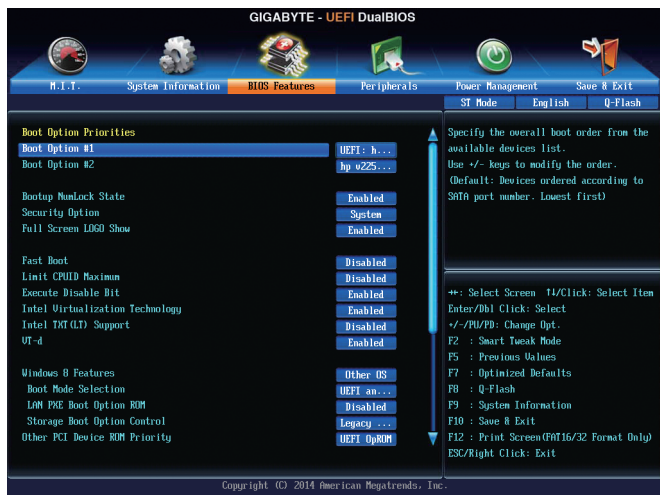 GIGABYTE - UEFI DualBIOS
M.I.T. System Information BIOS Features Peripherals Power Management Save & Exit
ST Mode English Q-Flash
Boot Option Priorities
Boot Option #1 UEFI: h...
Boot Option #2 hp v225...
Bootup NumLock State Enabled
Security Option System
Full Screen LOGO Show Enabled
Fast Boot Disabled
Limit CPUID Maximum Disabled
Execute Disable Bit Enabled
Intel Virtualization Technology Enabled
Intel TXT(LT) Support Disabled
VT-d Enabled
Windows 8 Features Other OS
Boot Mode Selection UEFI an...
LAN PXE Boot Option ROM Disabled
Storage Boot Option Control Legacy ...
Other PCI Device ROM Priority UEFI OpROM
Specify the overall boot order from the
available devices list.
Use +/- keys to modify the order.
(Default: Devices ordered according to
SATA port number. Lowest first)
↔: Select Screen ↑↓/Click: Select Item
Enter/Dbl Click: Select
+/-/PU/PD: Change Opt.
F2 : Smart Tweak Mode
F5 : Previous Values
F7 : Optimized Defaults
F8 : Q-Flash
F9 : System Information
F10 : Save & Exit
F12 : Print Screen(FAT16/32 Format Only)
ESC/Right Click: Exit
Copyright (C) 2014 American Megatrends, Inc.